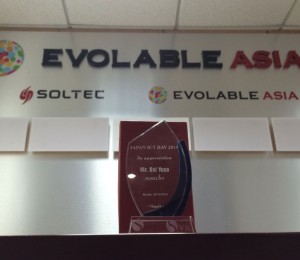 EVOLABLE ASIA
SOLTEC
EVOLABLE ASIA
JAPAN ICT DAY 2014
In appreciation
Mr.